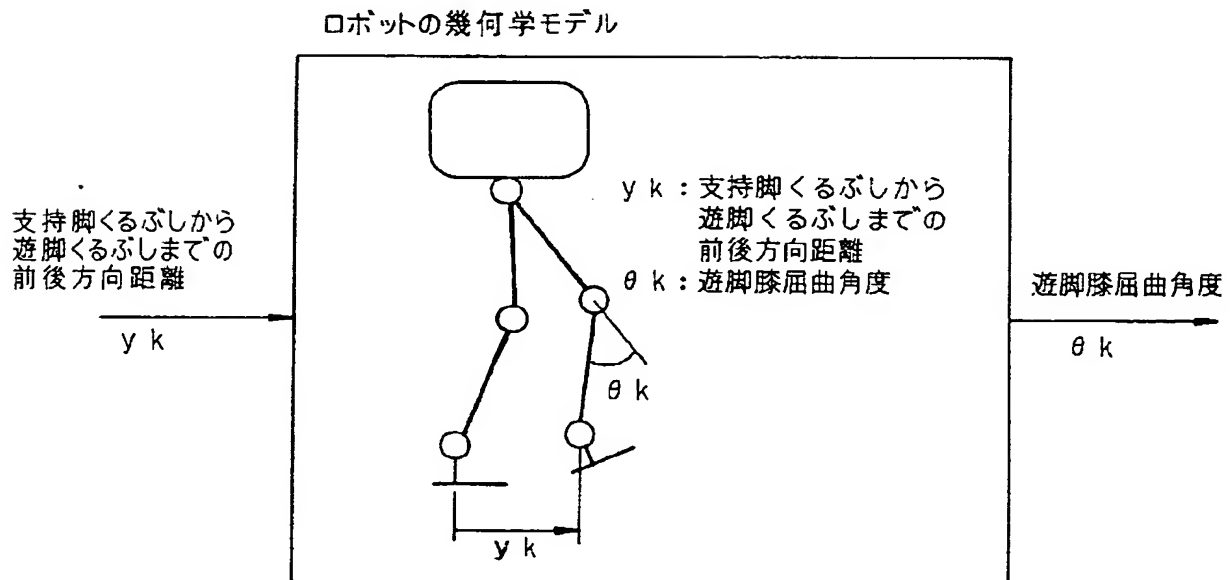 ロボットの幾何学モデル
支持脚くるぶしから
遊脚くるぶしまでの
前後方向距離
y k
y k : 支持脚くるぶしから
遊脚くるぶしまでの
前後方向距離
θ k : 遊脚膝屈曲角度
θ k
y k
遊脚膝屈曲角度
θ k